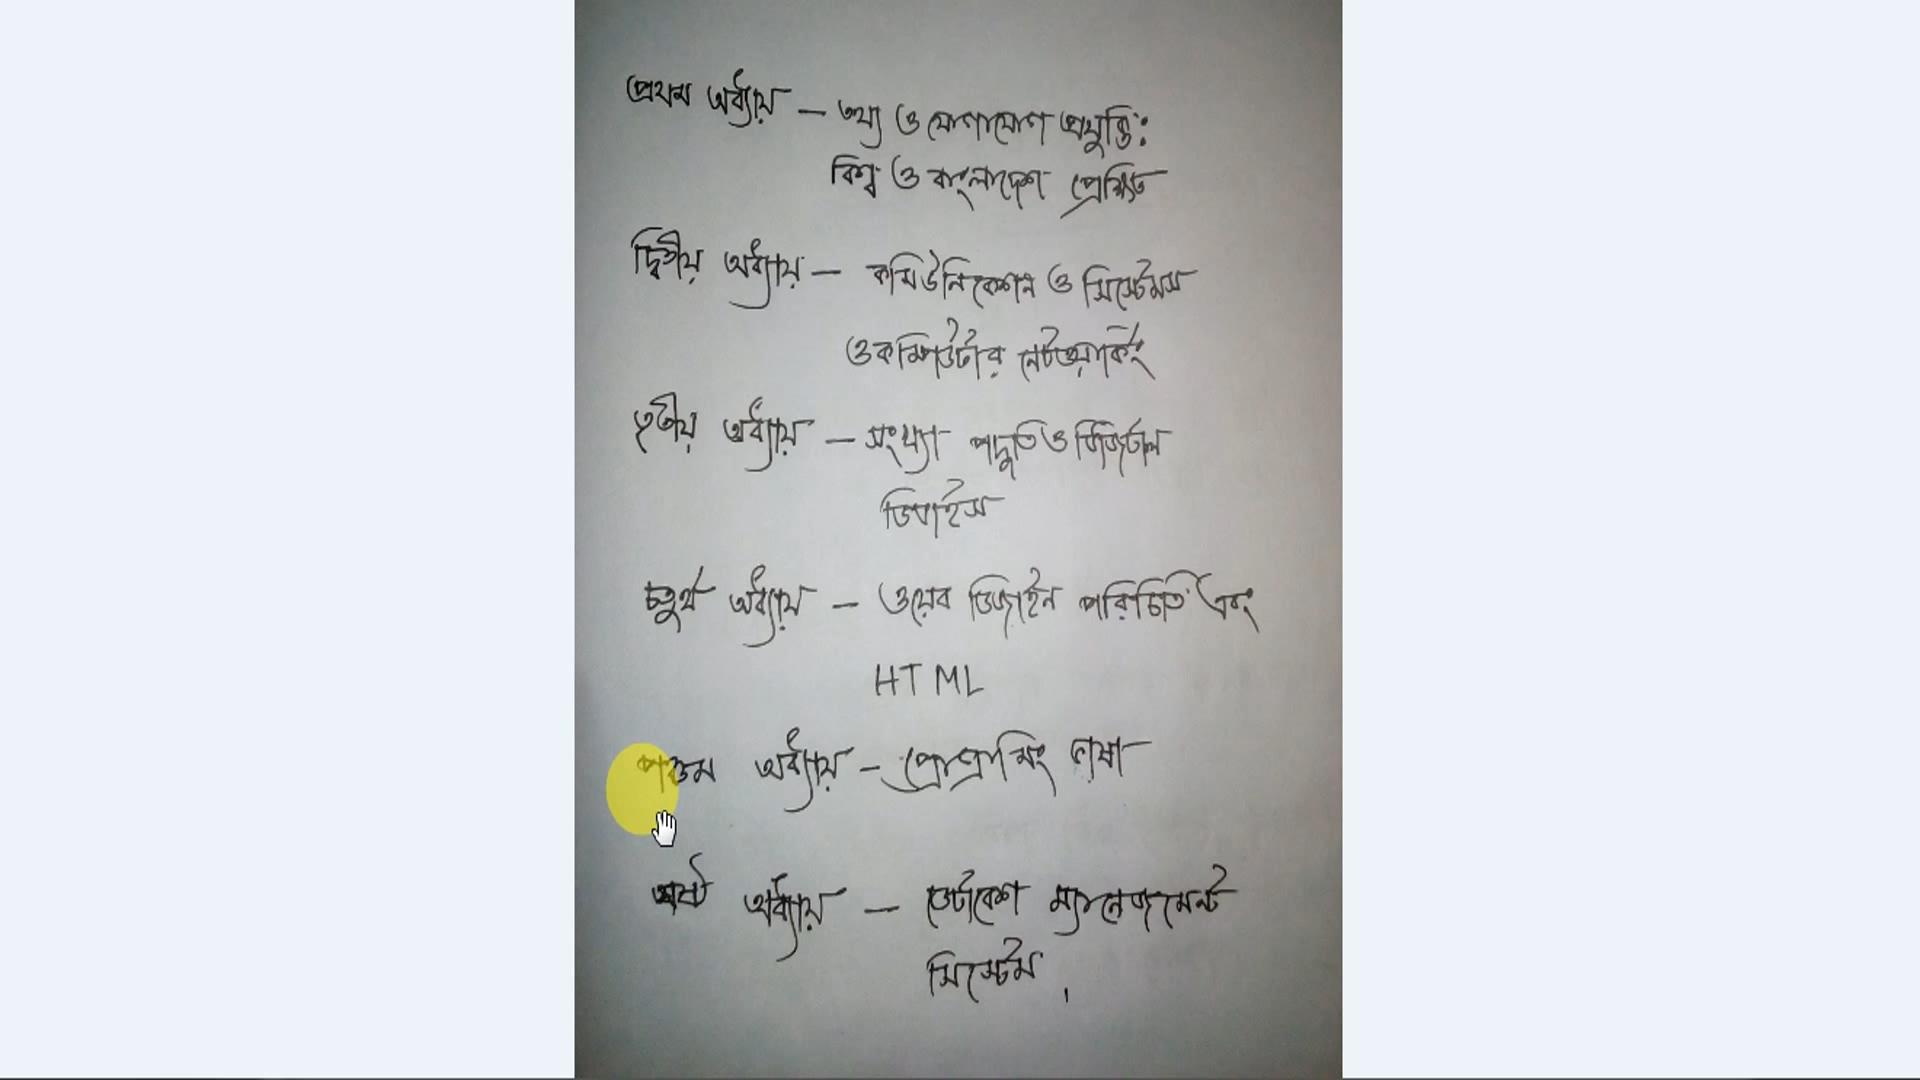 প্রথম অধ্যায় – তথ্য ও যোগাযোগ প্রযুক্তি:
বিশ্ব ও বাংলাদেশ প্রেক্ষিত
দ্বিতীয় অধ্যায় – কমিউনিকেশন ও সিস্টেমস
ও কম্পিউটার নেটওয়ার্কিং
তৃতীয় অধ্যায় – সংখ্যা পদ্ধতি ও ডিজিটাল
ডিভাইস
চতুর্থ অধ্যায় – ওয়েব ডিজাইন পরিচিতি এবং
HTML
পঞ্চম অধ্যায় – প্রোগ্রামিং ভাষা
ষষ্ঠ অধ্যায় – ডেটাবেশ ম্যানেজমেন্ট
সিস্টেম।